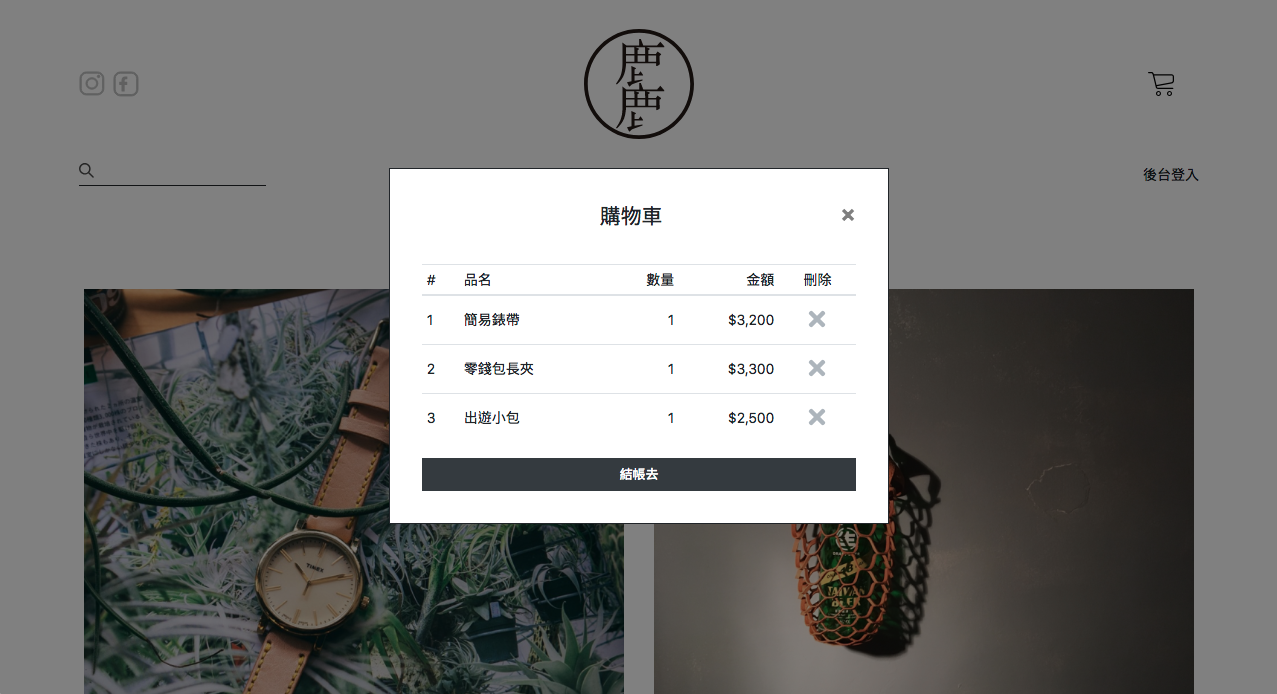 後台登入
購物車
# 品名 數量 金額 刪除
1 簡易錶帶 1 $3,200
2 零錢包長夾 1 $3,300
3 出遊小包 1 $2,500
結帳去
TIMEX
TAIWAN